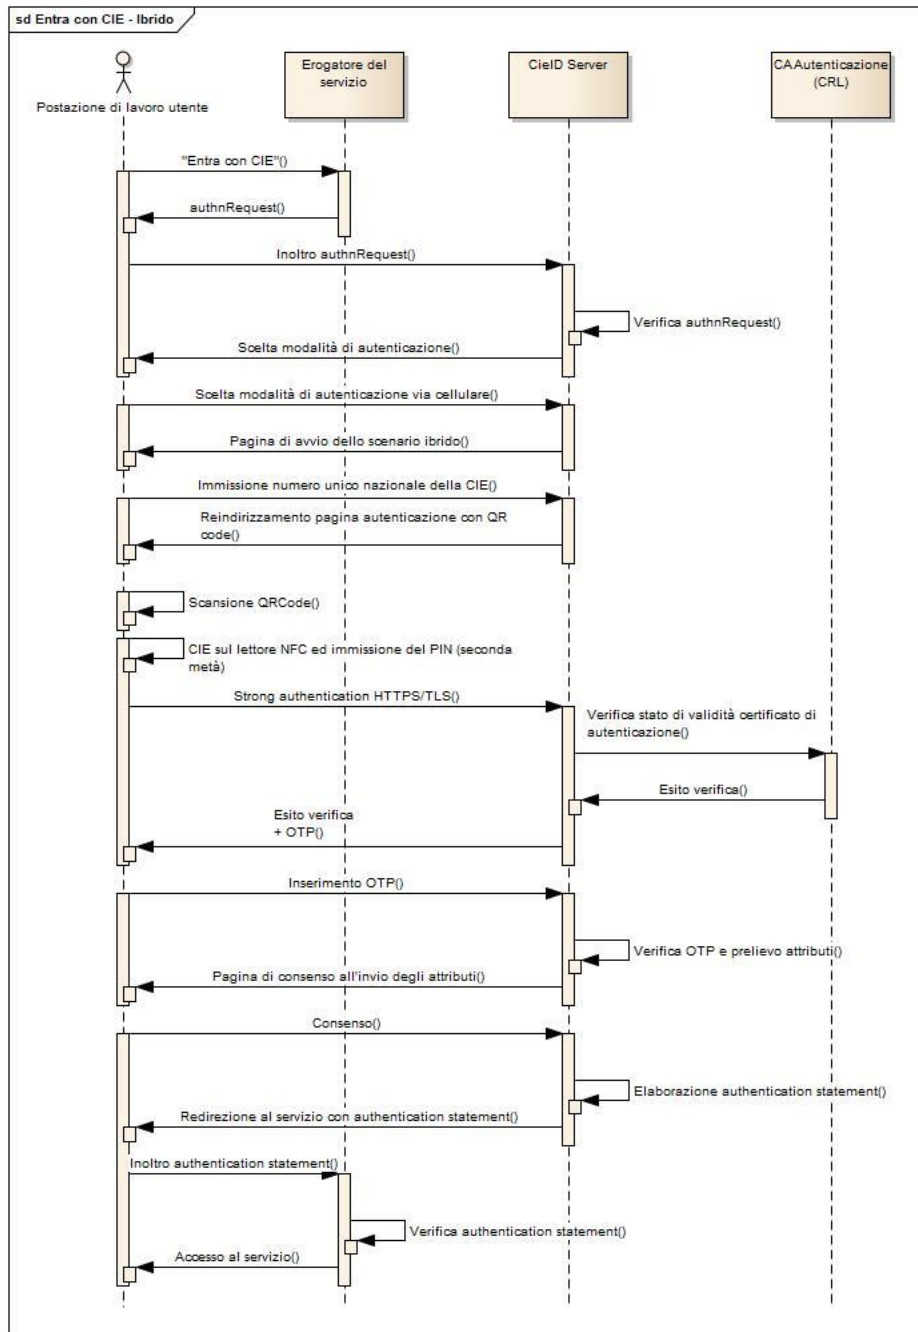 sd Entra con CIE - Ibrido
Postazione di lavoro utente
Erogatore del
servizio
CieID Server
CAAutenticazione
(CRL)
"Entra con CIE"()
authnRequest()
Inoltro authnRequest()
Verifica authnRequest()
Scelta modalità di autenticazione()
Scelta modalità di autenticazione via cellulare()
Pagina di avvio dello scenario ibrido()
Immissione numero unico nazionale della CIE()
Reindirizzamento pagina autenticazione con QR
code()
Scansione QRCode()
CIE sul lettore NFC ed immissione del PIN (seconda
metà)
Strong authentication HTTPS/TLS()
Verifica stato di validità certificato di
autenticazione()
Esito verifica()
Esito verifica
+ OTP()
Inserimento OTP()
Verifica OTP e prelievo attributi()
Pagina di consenso all'invio degli attributi()
Consenso()
Elaborazione authentication statement()
Redirezione al servizio con authentication statement()
Inoltro authentication statement()
Verifica authentication statement()
Accesso al servizio()